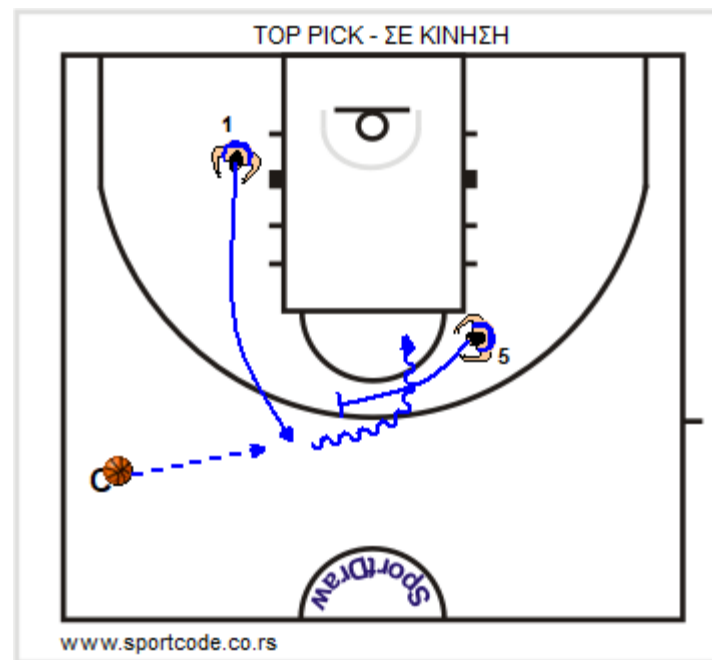 TOP PICK - ΣΕ ΚΙΝΗΣΗ
1
5
C
SportDraw
www.sportcode.co.rs